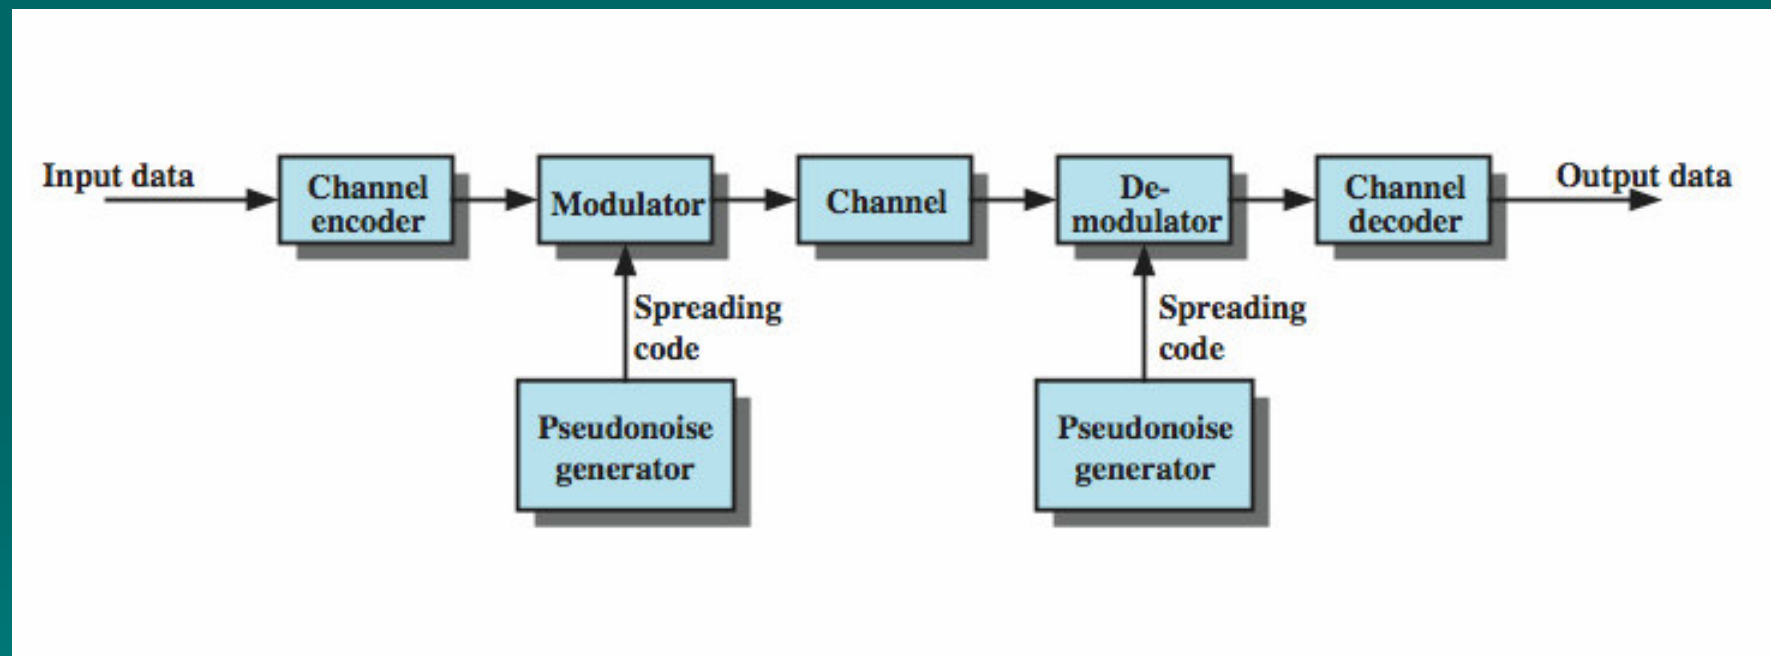 Input data
Channel
encoder
Modulator
Channel
De-
modulator
Channel
decoder
Output data
Spreading
code
Spreading
code
Pseudonoise
generator
Pseudonoise
generator